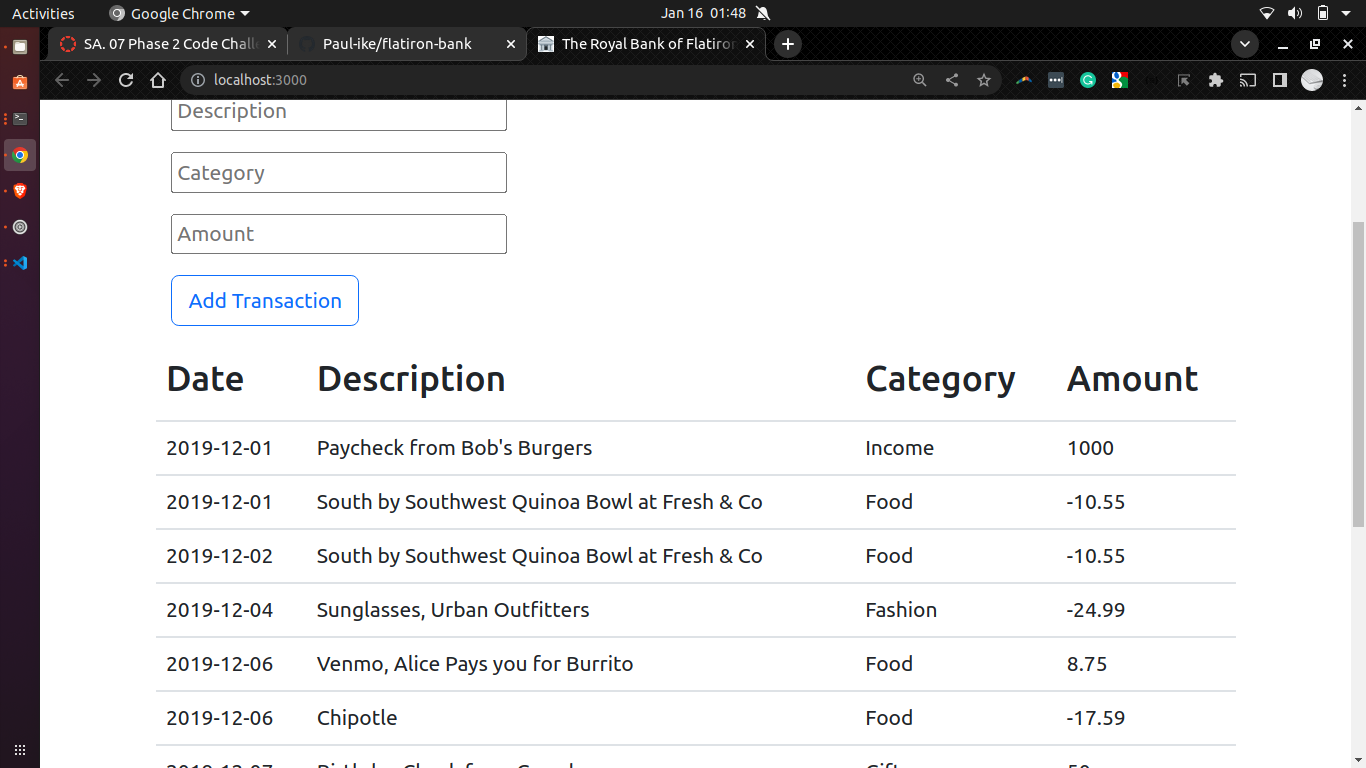 Activities Google Chrome Jan 16 01:48
SA. 07 Phase 2 Code Chall Paul-ike/flatiron-bank The Royal Bank of Flatiron
localhost:3000
Description
Category
Amount
Add Transaction
Date Description Category Amount
2019-12-01 Paycheck from Bob's Burgers Income 1000
2019-12-01 South by Southwest Quinoa Bowl at Fresh & Co Food -10.55
2019-12-02 South by Southwest Quinoa Bowl at Fresh & Co Food -10.55
2019-12-04 Sunglasses, Urban Outfitters Fashion -24.99
2019-12-06 Venmo, Alice Pays you for Burrito Food 8.75
2019-12-06 Chipotle Food -17.59